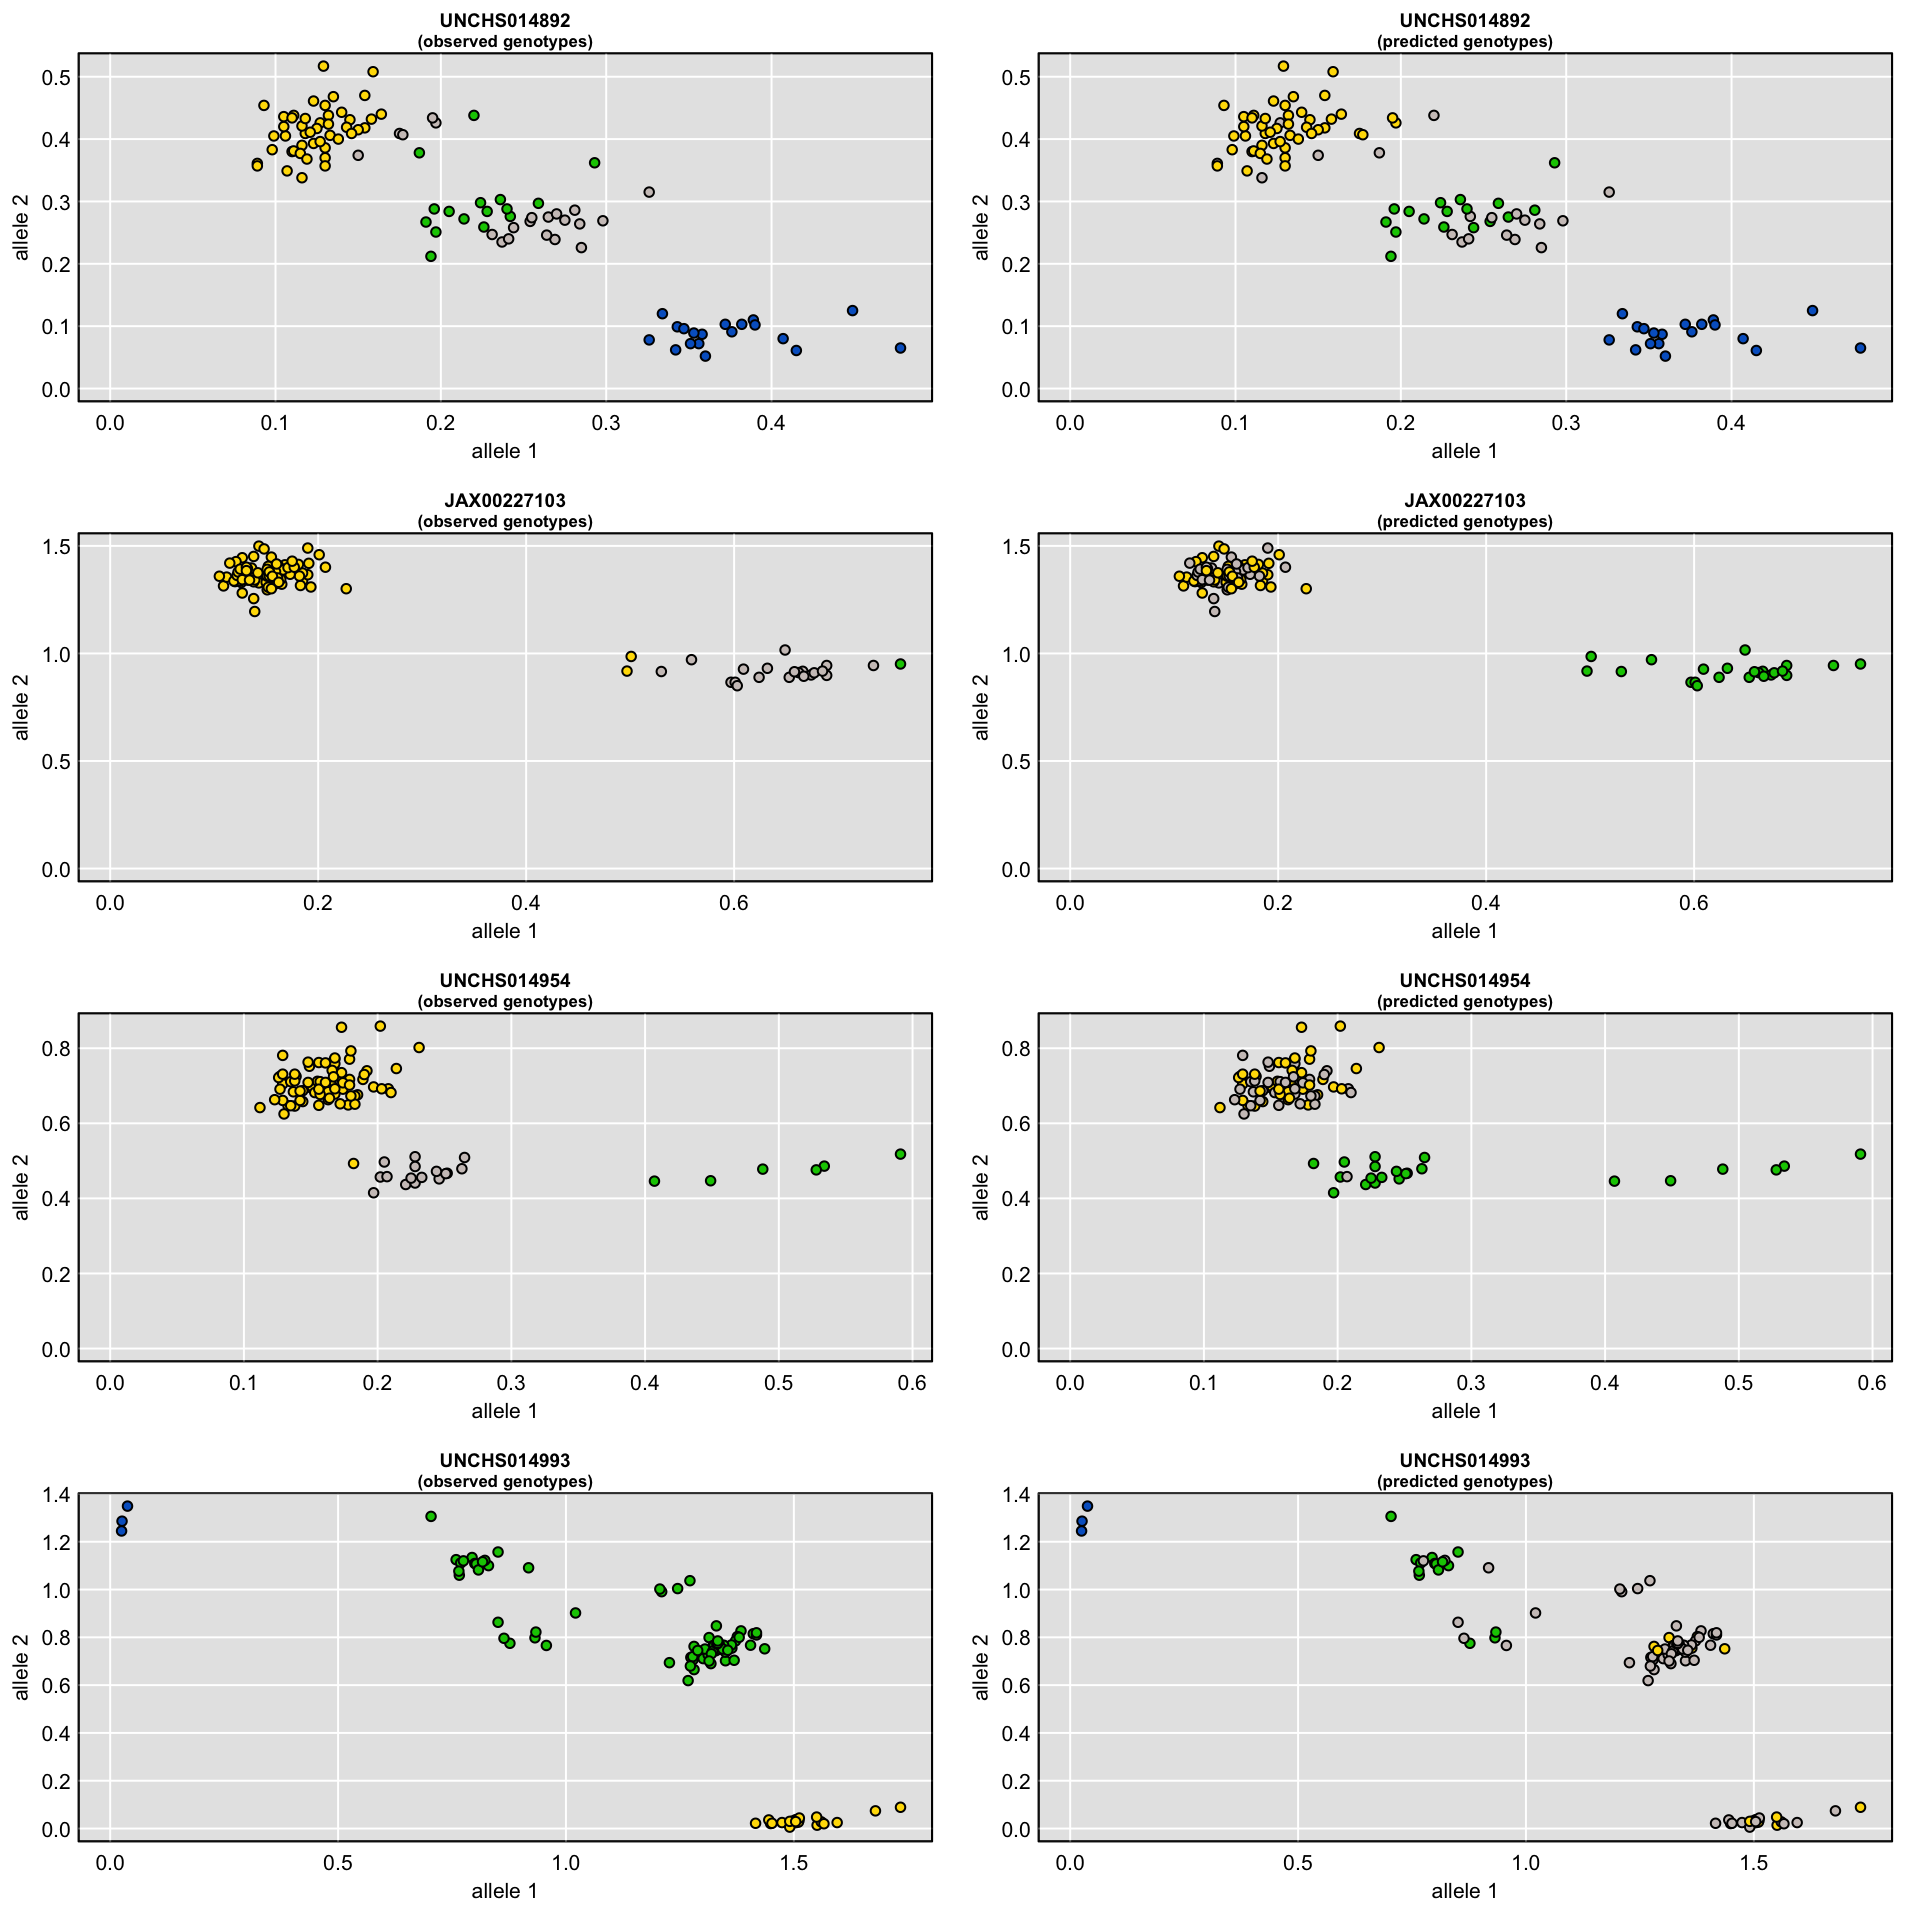 UNCHS014892
(observed genotypes)
0.5
0.4
0.3
0.2
0.1
0.0
allele 2
0.0 0.1 0.2 0.3 0.4
allele 1
UNCHS014892
(predicted genotypes)
0.5
0.4
0.3
0.2
0.1
0.0
allele 2
0.0 0.1 0.2 0.3 0.4
allele 1
JAX00227103
(observed genotypes)
1.5
1.0
0.5
0.0
allele 2
0.0 0.2 0.4 0.6
allele 1
JAX00227103
(predicted genotypes)
1.5
1.0
0.5
0.0
allele 2
0.0 0.2 0.4 0.6
allele 1
UNCHS014954
(observed genotypes)
0.8
0.6
0.4
0.2
0.0
allele 2
0.0 0.1 0.2 0.3 0.4 0.5 0.6
allele 1
UNCHS014954
(predicted genotypes)
0.8
0.6
0.4
0.2
0.0
allele 2
0.0 0.1 0.2 0.3 0.4 0.5 0.6
allele 1
UNCHS014993
(observed genotypes)
1.4
1.2
1.0
0.8
0.6
0.4
0.2
0.0
allele 2
0.0 0.5 1.0 1.5
allele 1
UNCHS014993
(predicted genotypes)
1.4
1.2
1.0
0.8
0.6
0.4
0.2
0.0
allele 2
0.0 0.5 1.0 1.5
allele 1